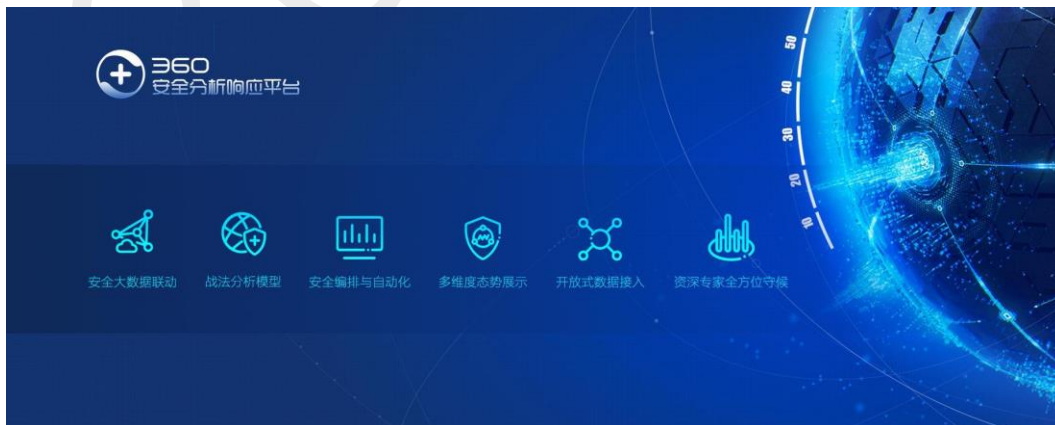 360
安全分析响应平台
50
40
30
20
10
安全大数据联动
战法分析模型
安全编排与自动化
多维度态势展示
开放式数据接入
资深专家全方位守候